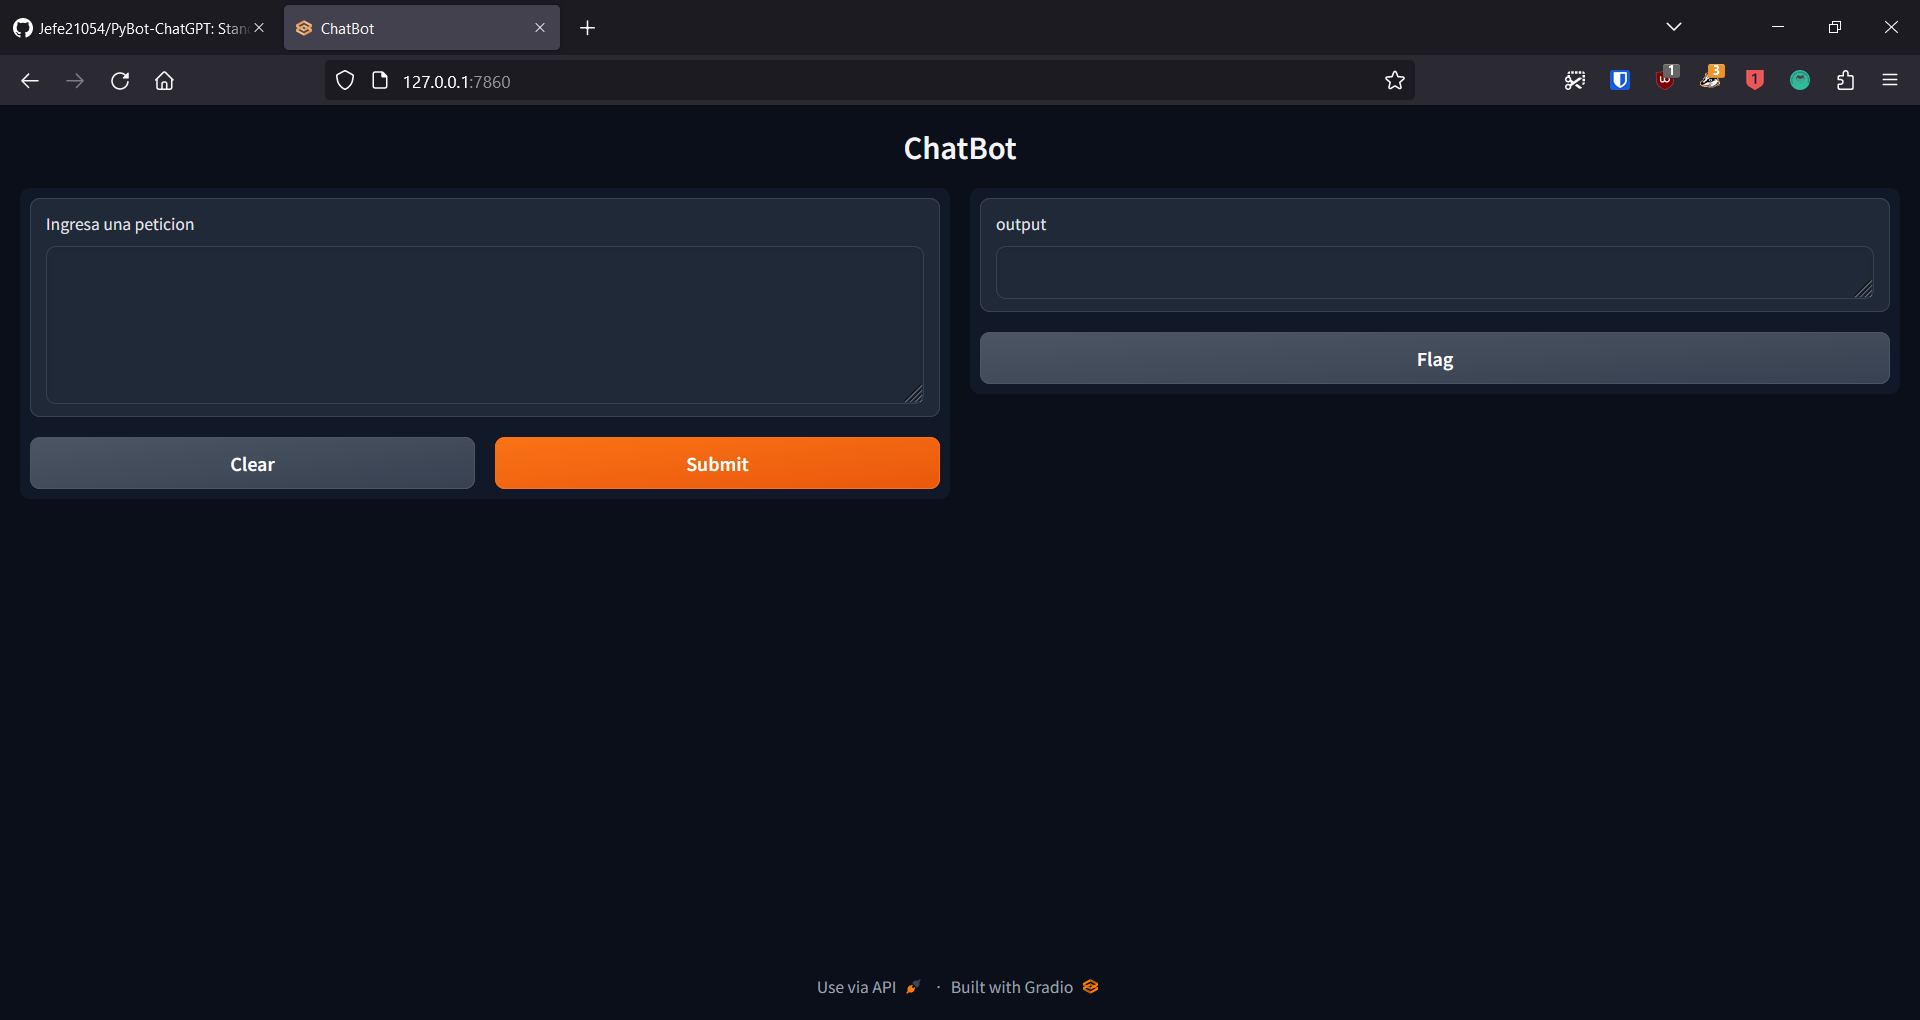 Jefe21054/PyBot-ChatGPT: Stan
ChatBot
127.0.0.1:7860
1
3
1
ChatBot
Ingresa una peticion
output
Flag
Clear
Submit
Use via API · Built with Gradio